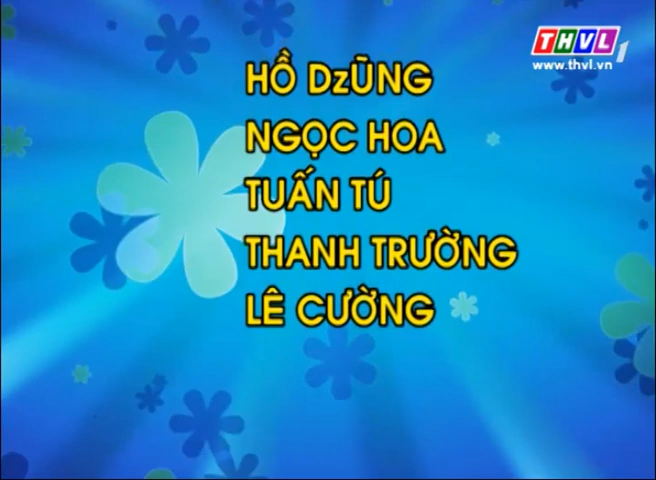 THVL1
www.thvl.vn
HỒ DzŨNG
NGỌC HOA
TUẤN TÚ
THANH TRƯỜNG
LÊ CƯỜNG